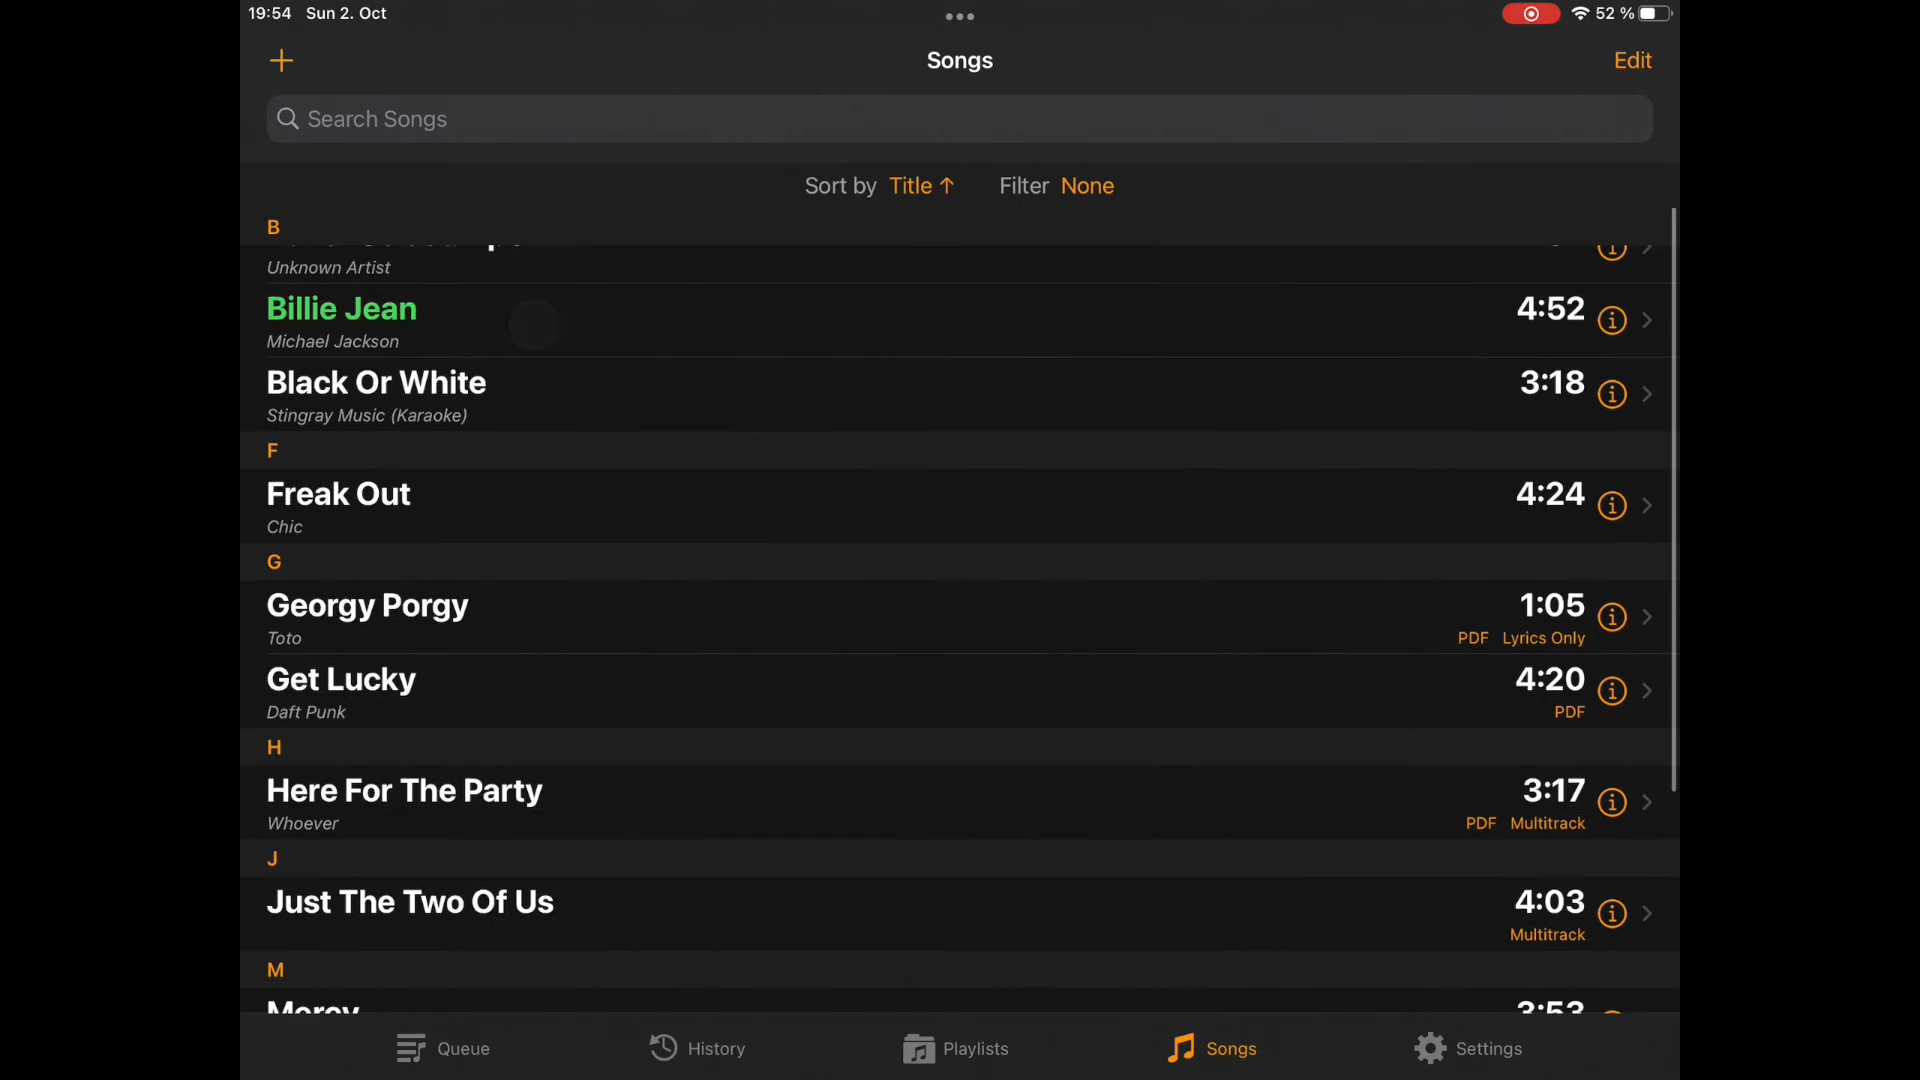 19:54 Sun 2. Oct
52 %
Songs
Edit
Search Songs
Sort by Title ↑ Filter None
B
Unknown Artist
Billie Jean 4:52
Michael Jackson
Black Or White 3:18
Stingray Music (Karaoke)
F
Freak Out 4:24
Chic
G
Georgy Porgy 1:05
Toto PDF Lyrics Only
Get Lucky 4:20
Daft Punk PDF
H
Here For The Party 3:17
Whoever PDF Multitrack
J
Just The Two Of Us 4:03
Multitrack
M
Mercy 3:53
Queue History Playlists Songs Settings